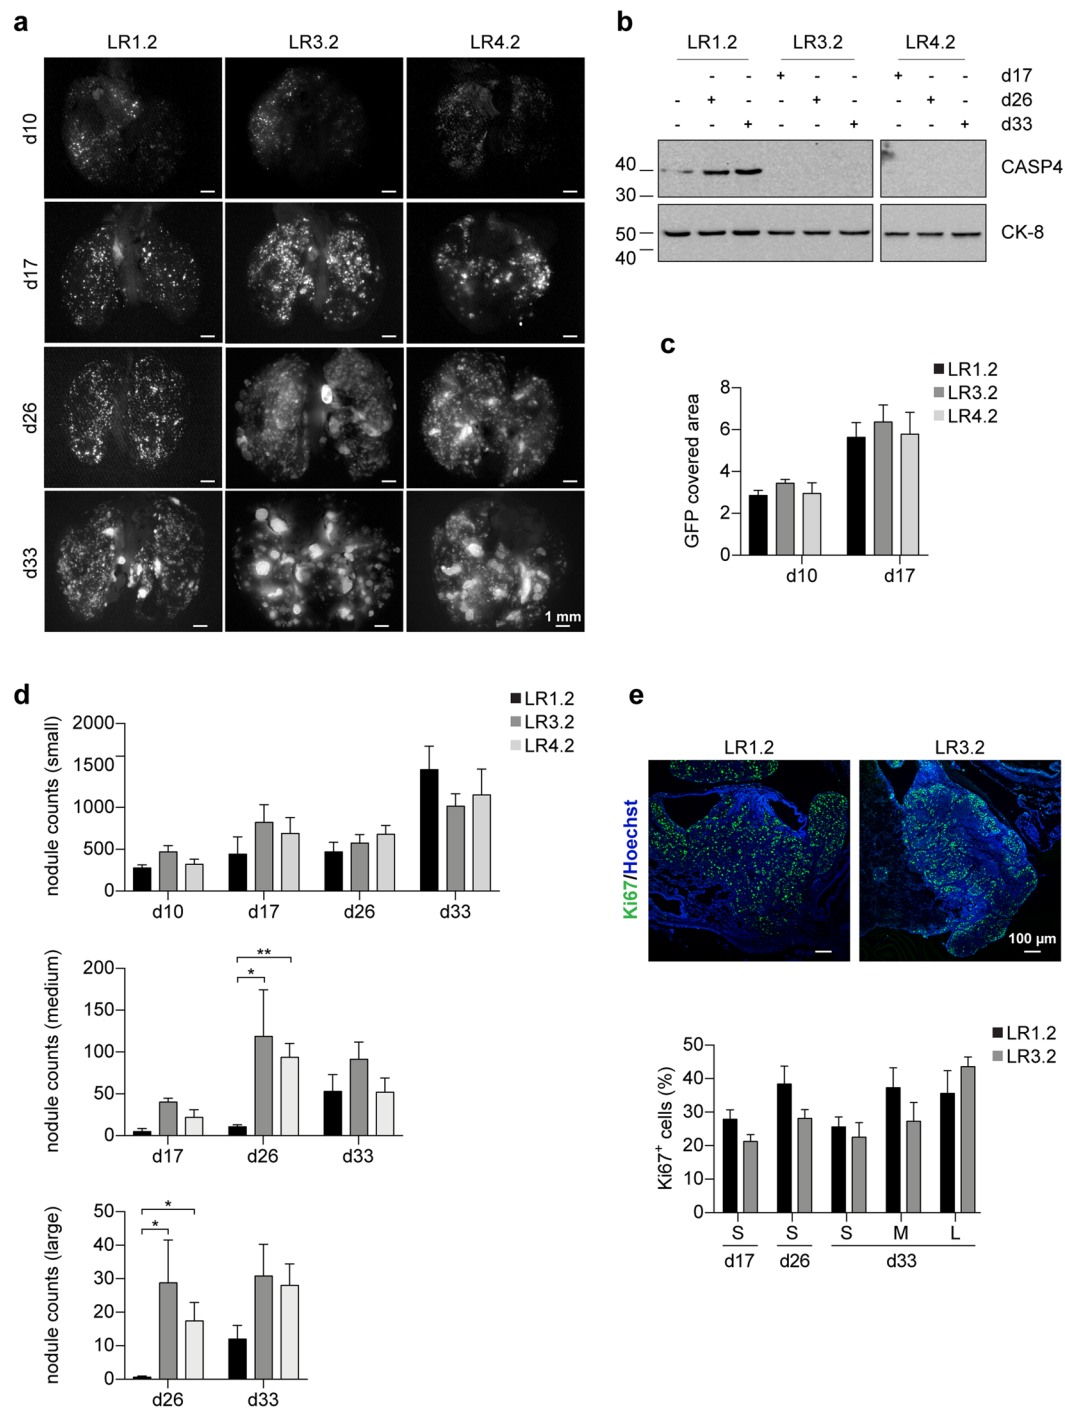 a
LR1.2 LR3.2 LR4.2
d10
d17
d26
d33
1 mm
b
LR1.2 LR3.2 LR4.2
- - + - - + - - d17
- + - - + - - + - d26
- - + - - + - - + d33
40
30
CASP4
50
40
CK-8
c
LR1.2
LR3.2
LR4.2
GFP covered area
8
6
4
2
0
d10 d17
d
LR1.2
LR3.2
LR4.2
nodule counts (small)
2000
1500
1000
500
0
d10 d17 d26 d33
nodule counts (medium)
200
150
100
50
0
**
*
d17 d26 d33
nodule counts (large)
50
40
30
20
10
0
*
*
d26 d33
e
LR1.2 LR3.2
Ki67/Hoechst
100 µm
LR1.2
LR3.2
Ki67+ cells (%)
50
40
30
20
10
0
S S S M L
d17 d26 d33